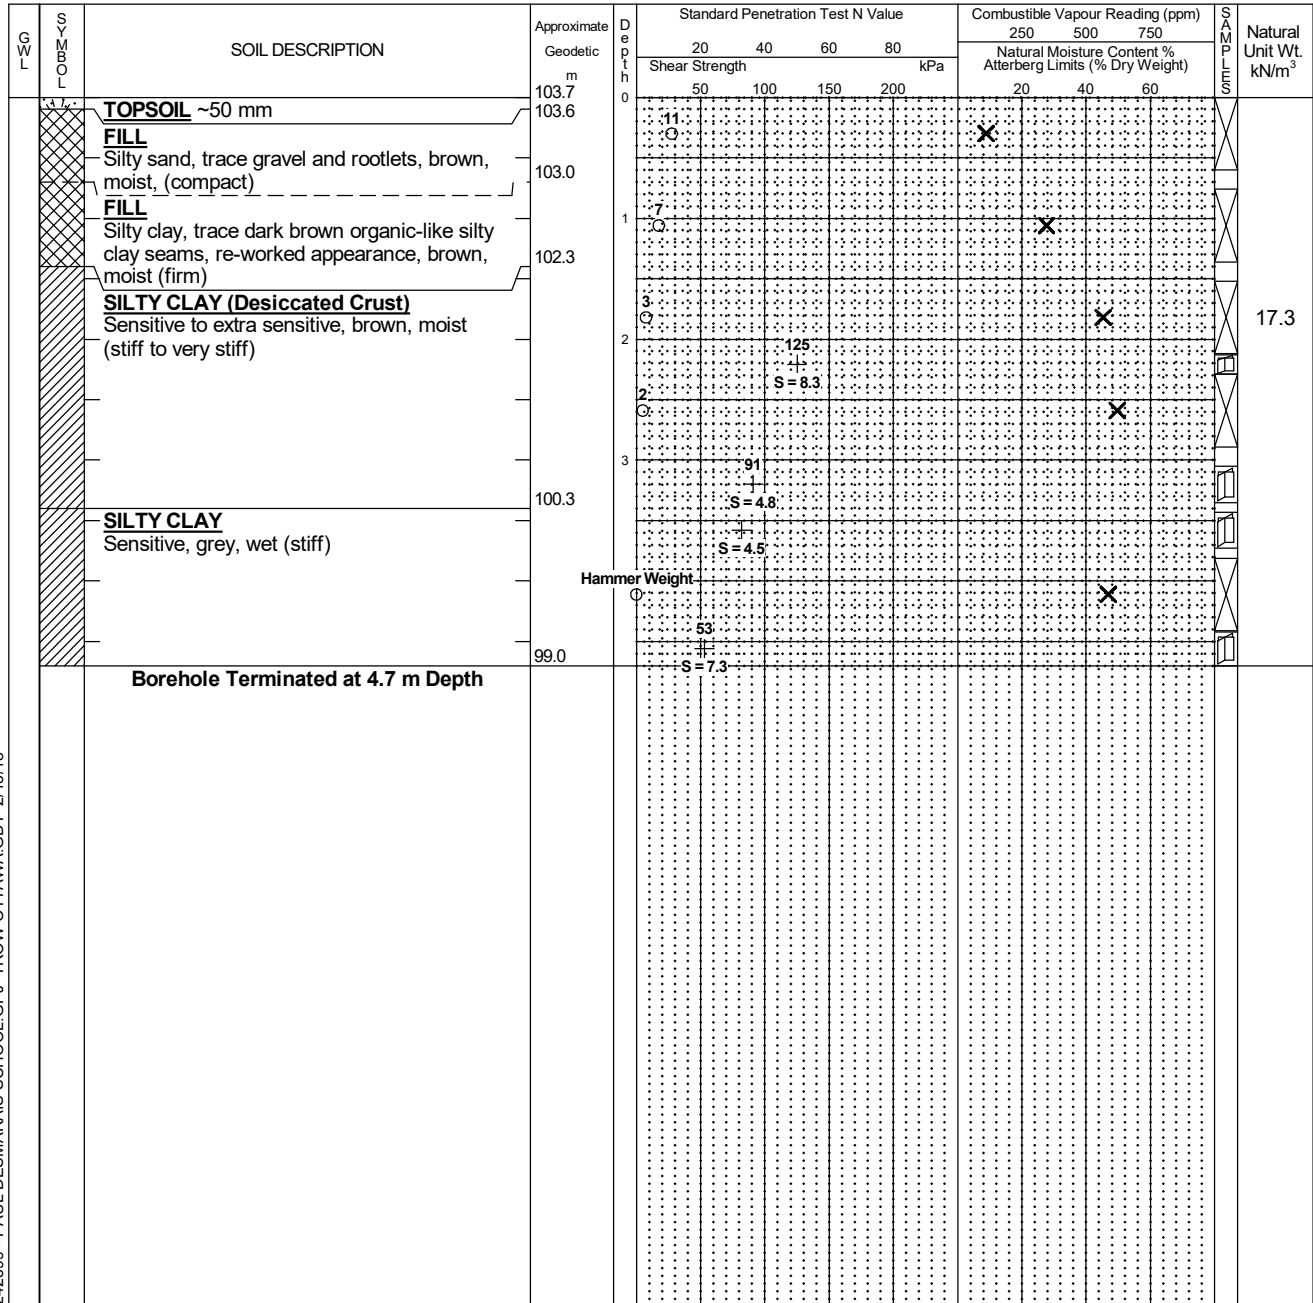 GWL
SYMBOL
SOIL DESCRIPTION
Approximate
Geodetic
m
103.7
Depth
0
Standard Penetration Test N Value
20 40 60 80
Shear Strength kPa
50 100 150 200
Combustible Vapour Reading (ppm)
250 500 750
Natural Moisture Content %
Atterberg Limits (% Dry Weight)
20 40 60
SAMPLES
Natural
Unit Wt.
kN/m³
TOPSOIL ~50 mm
103.6
FILL
Silty sand, trace gravel and rootlets, brown,
moist, (compact)
103.0
11
FILL
Silty clay, trace dark brown organic-like silty
clay seams, re-worked appearance, brown,
moist (firm)
102.3
7
1
SILTY CLAY (Desiccated Crust)
Sensitive to extra sensitive, brown, moist
(stiff to very stiff)
3
17.3
2
125
S = 8.3
2
3
91
S = 4.8
100.3
SILTY CLAY
Sensitive, grey, wet (stiff)
S = 4.5
Hammer Weight
53
S = 7.3
99.0
Borehole Terminated at 4.7 m Depth